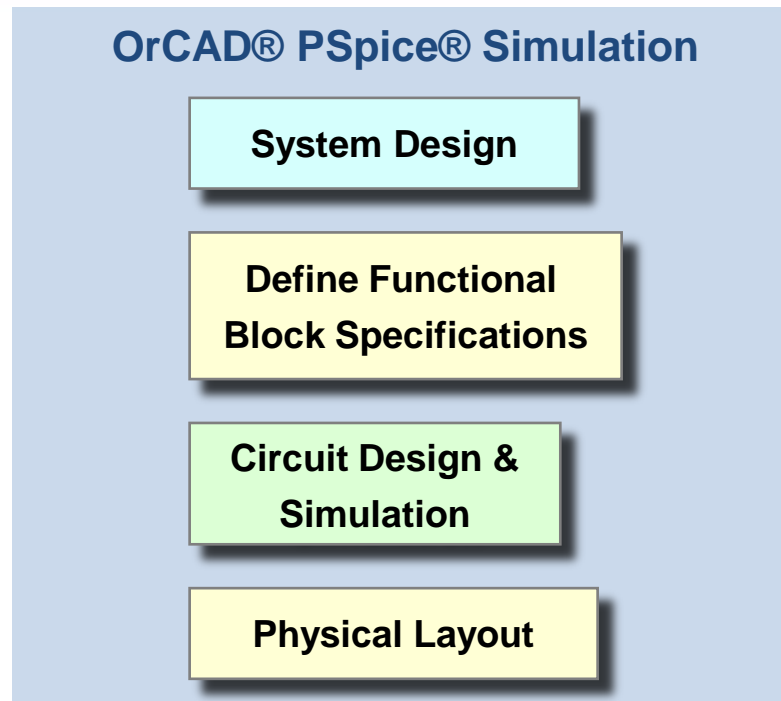 OrCAD® PSpice® Simulation
System Design
Define Functional
Block Specifications
Circuit Design &
Simulation
Physical Layout